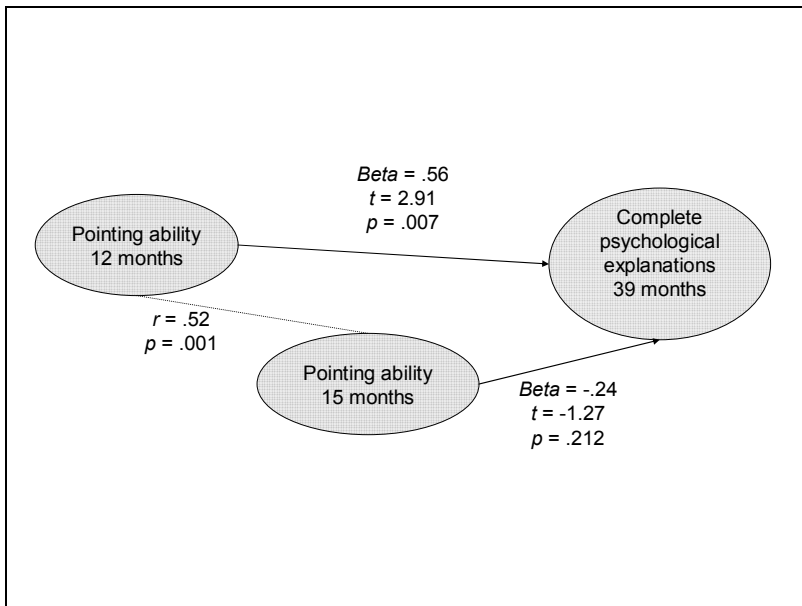 Beta = .56
t = 2.91
p = .007
Pointing ability
12 months
Complete
psychological
explanations
39 months
r = .52
p = .001
Pointing ability
15 months
Beta = -.24
t = -1.27
p = .212